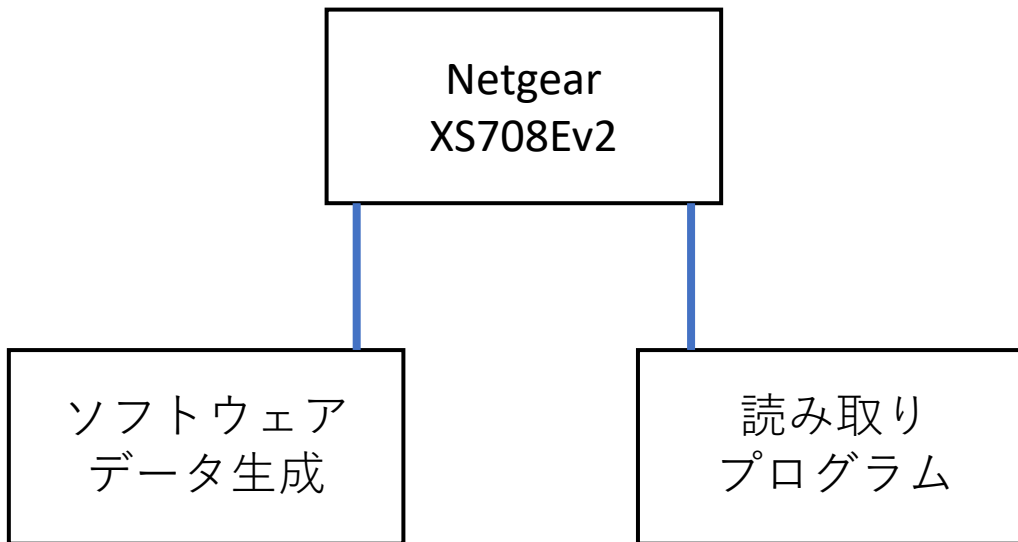 Netgear
XS708Ev2
ソフトウェア
データ生成
読み取り
プログラム